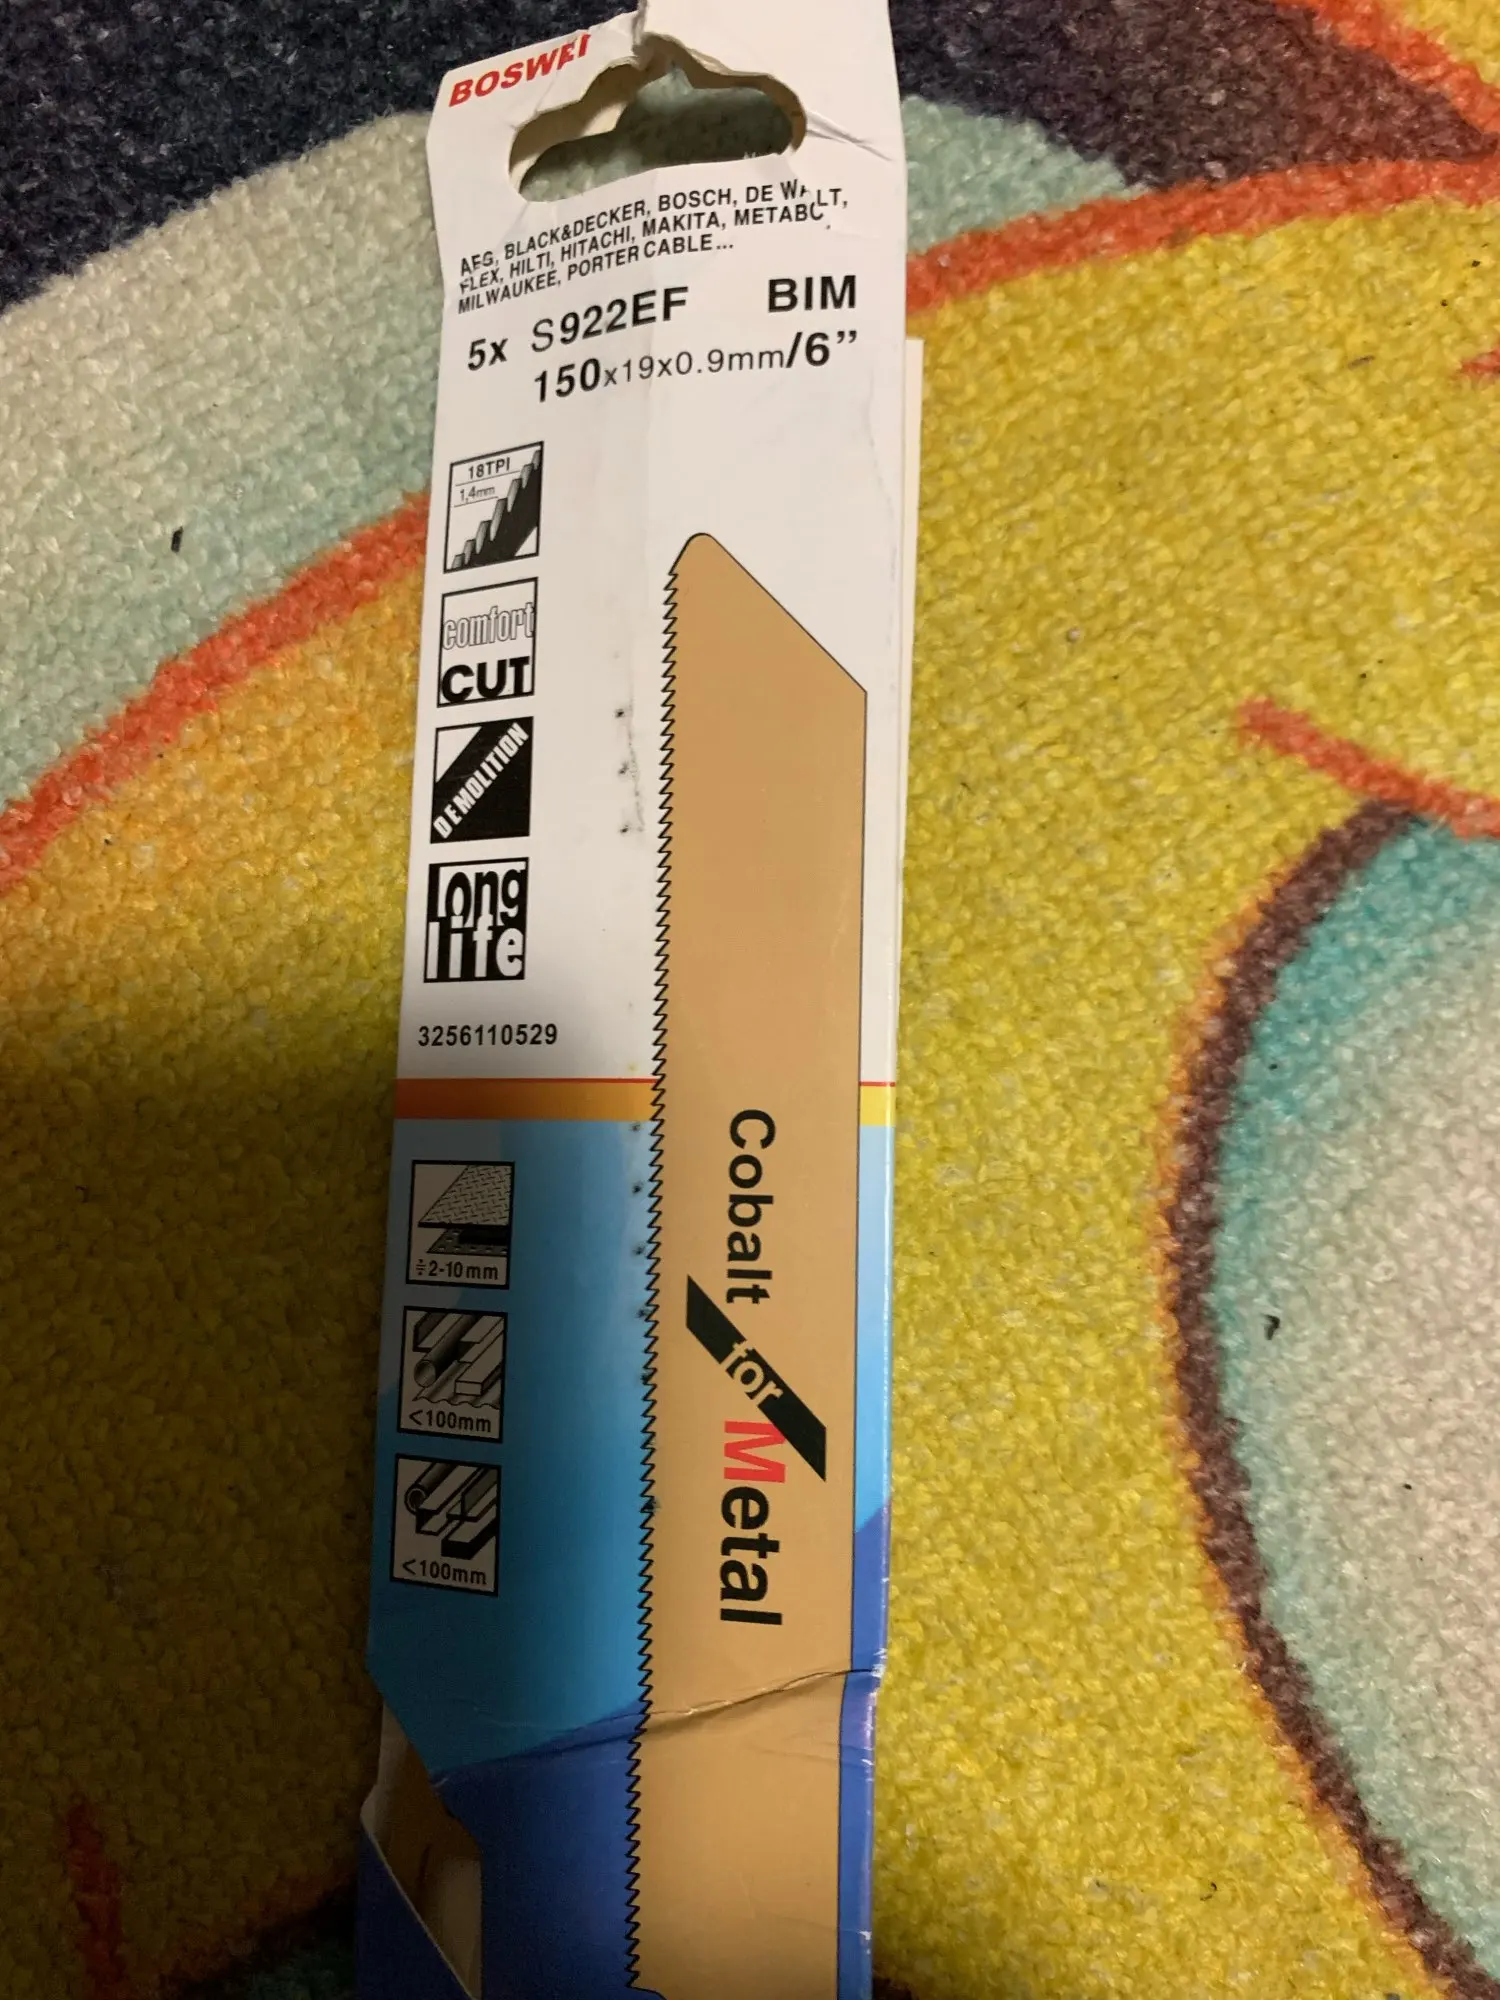 BOSWEI
AEG, BLACK&DECKER, BOSCH, DE WALT,
FLEX, HILTI, HITACHI, MAKITA, METABO,
MILWAUKEE, PORTER CABLE...
5x S922EF BIM
150x19x0.9mm/6”
18TPI
1,4mm
comfort
CUT
DEMOLITION
long
life
3256110529
÷2-10mm
<100mm
<100mm
Cobalt for Metal